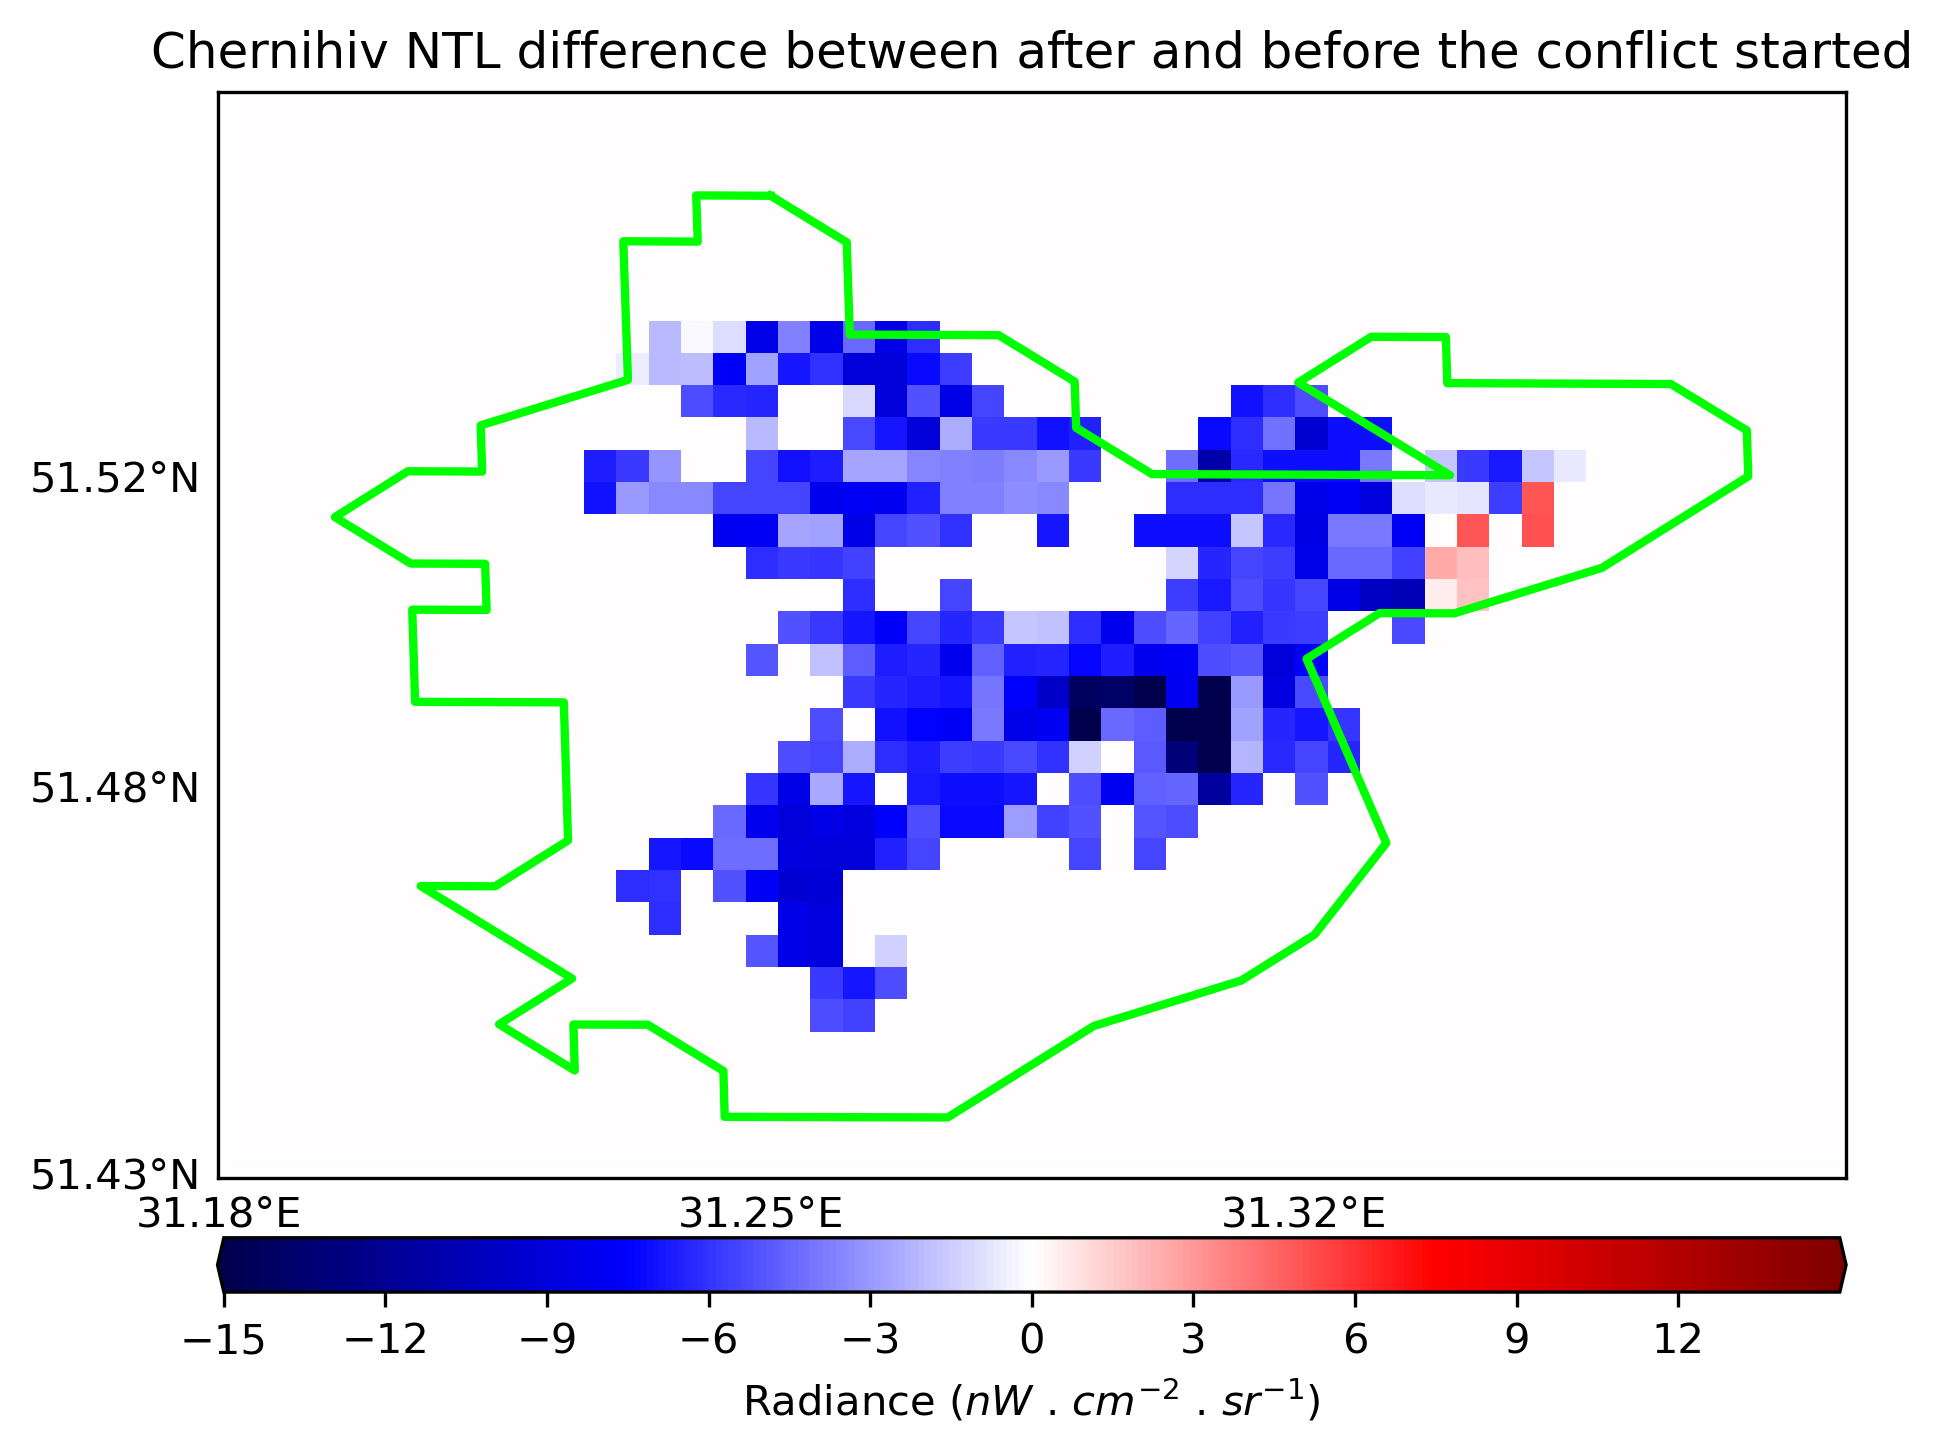 Chernihiv NTL difference between after and before the conflict started
51.52°N
51.48°N
51.43°N
31.18°E 31.25°E 31.32°E
−15 −12 −9 −6 −3 0 3 6 9 12
Radiance (nW . cm⁻² . sr⁻¹)